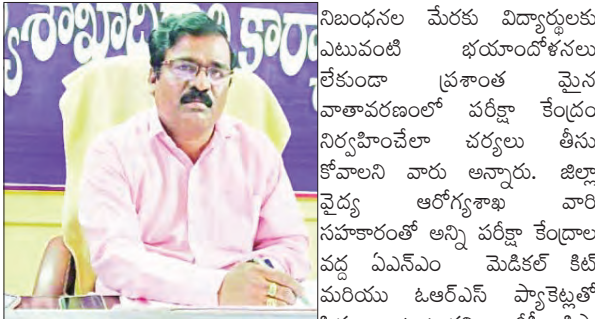 నిబంధనల మేరకు విద్యార్థులకు
ఎటువంటి భయాందోళనలు
లేకుండా ప్రశాంత మైన
వాతావరణంలో పరీక్షా కేంద్రం
నిర్వహించేలా చర్యలు తీసు
కోవాలని వారు అన్నారు. జిల్లా
వైద్య ఆరోగ్యశాఖ వారి
సహకారంతో అన్ని పరీక్షా కేంద్రాల
వద్ద ఏఎన్ఎం మెడికల్ కిట్
మరియు ఓఆర్ఎస్ ప్యాకెట్లతో